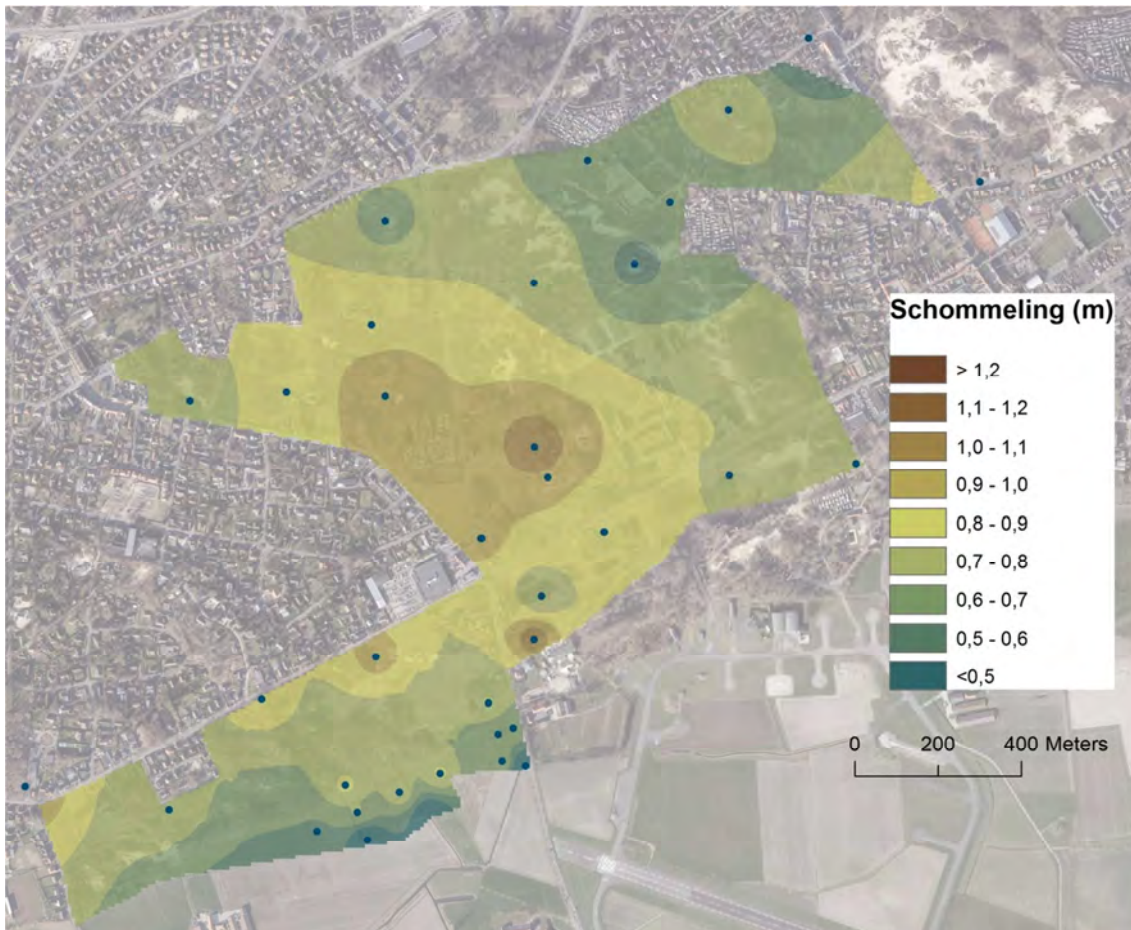 Schommeling (m)
> 1,2
1,1 - 1,2
1,0 - 1,1
0,9 - 1,0
0,8 - 0,9
0,7 - 0,8
0,6 - 0,7
0,5 - 0,6
<0,5
0 200 400 Meters